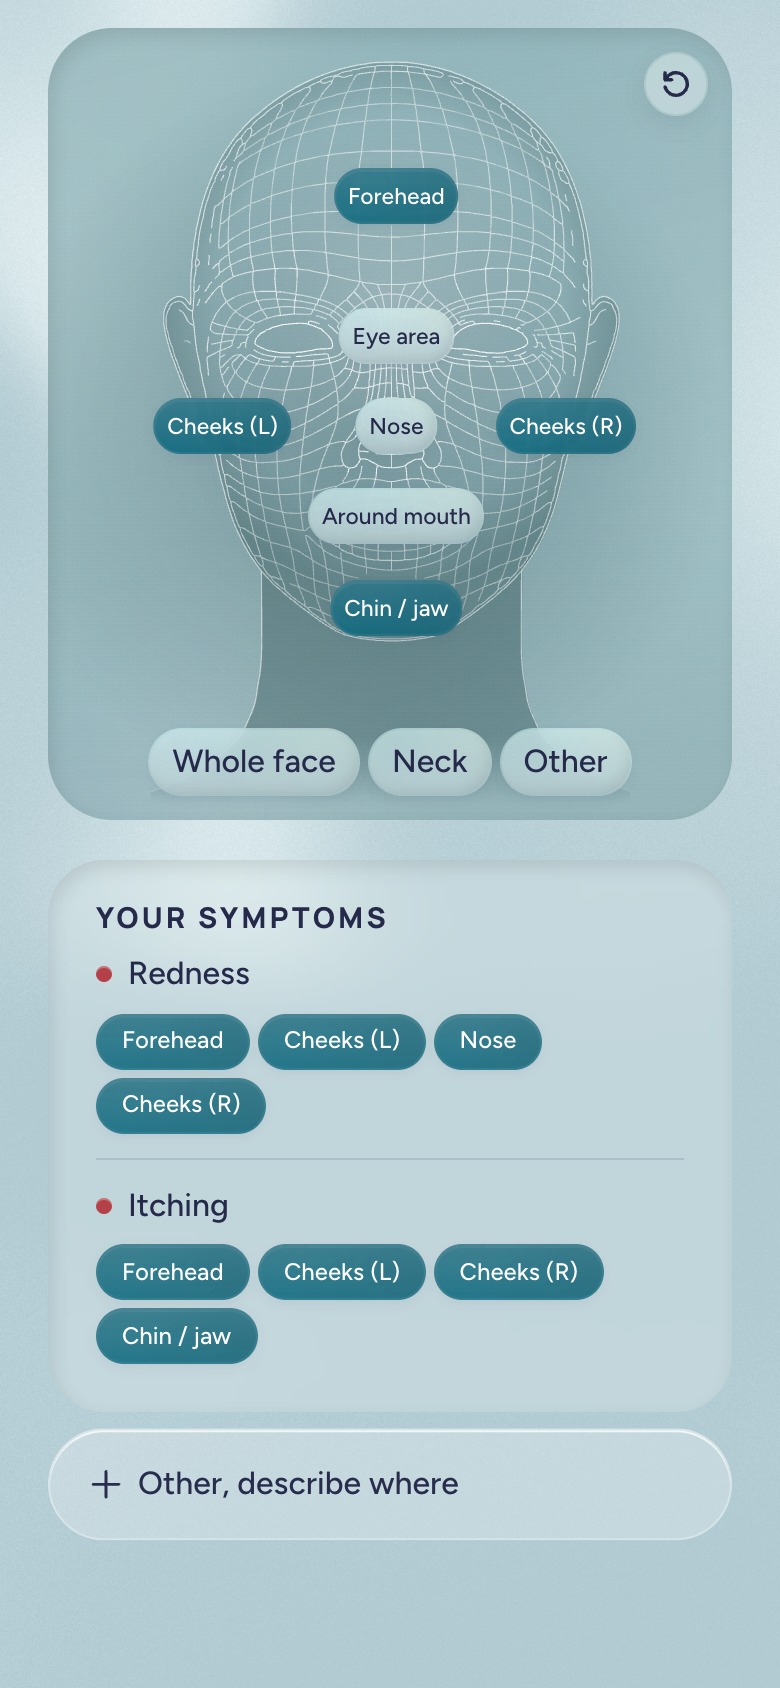 Forehead
Eye area
Cheeks (L) Nose Cheeks (R)
Around mouth
Chin / jaw
Whole face Neck Other
YOUR SYMPTOMS
Redness
Forehead Cheeks (L) Nose
Cheeks (R)
Itching
Forehead Cheeks (L) Cheeks (R)
Chin / jaw
+ Other, describe where